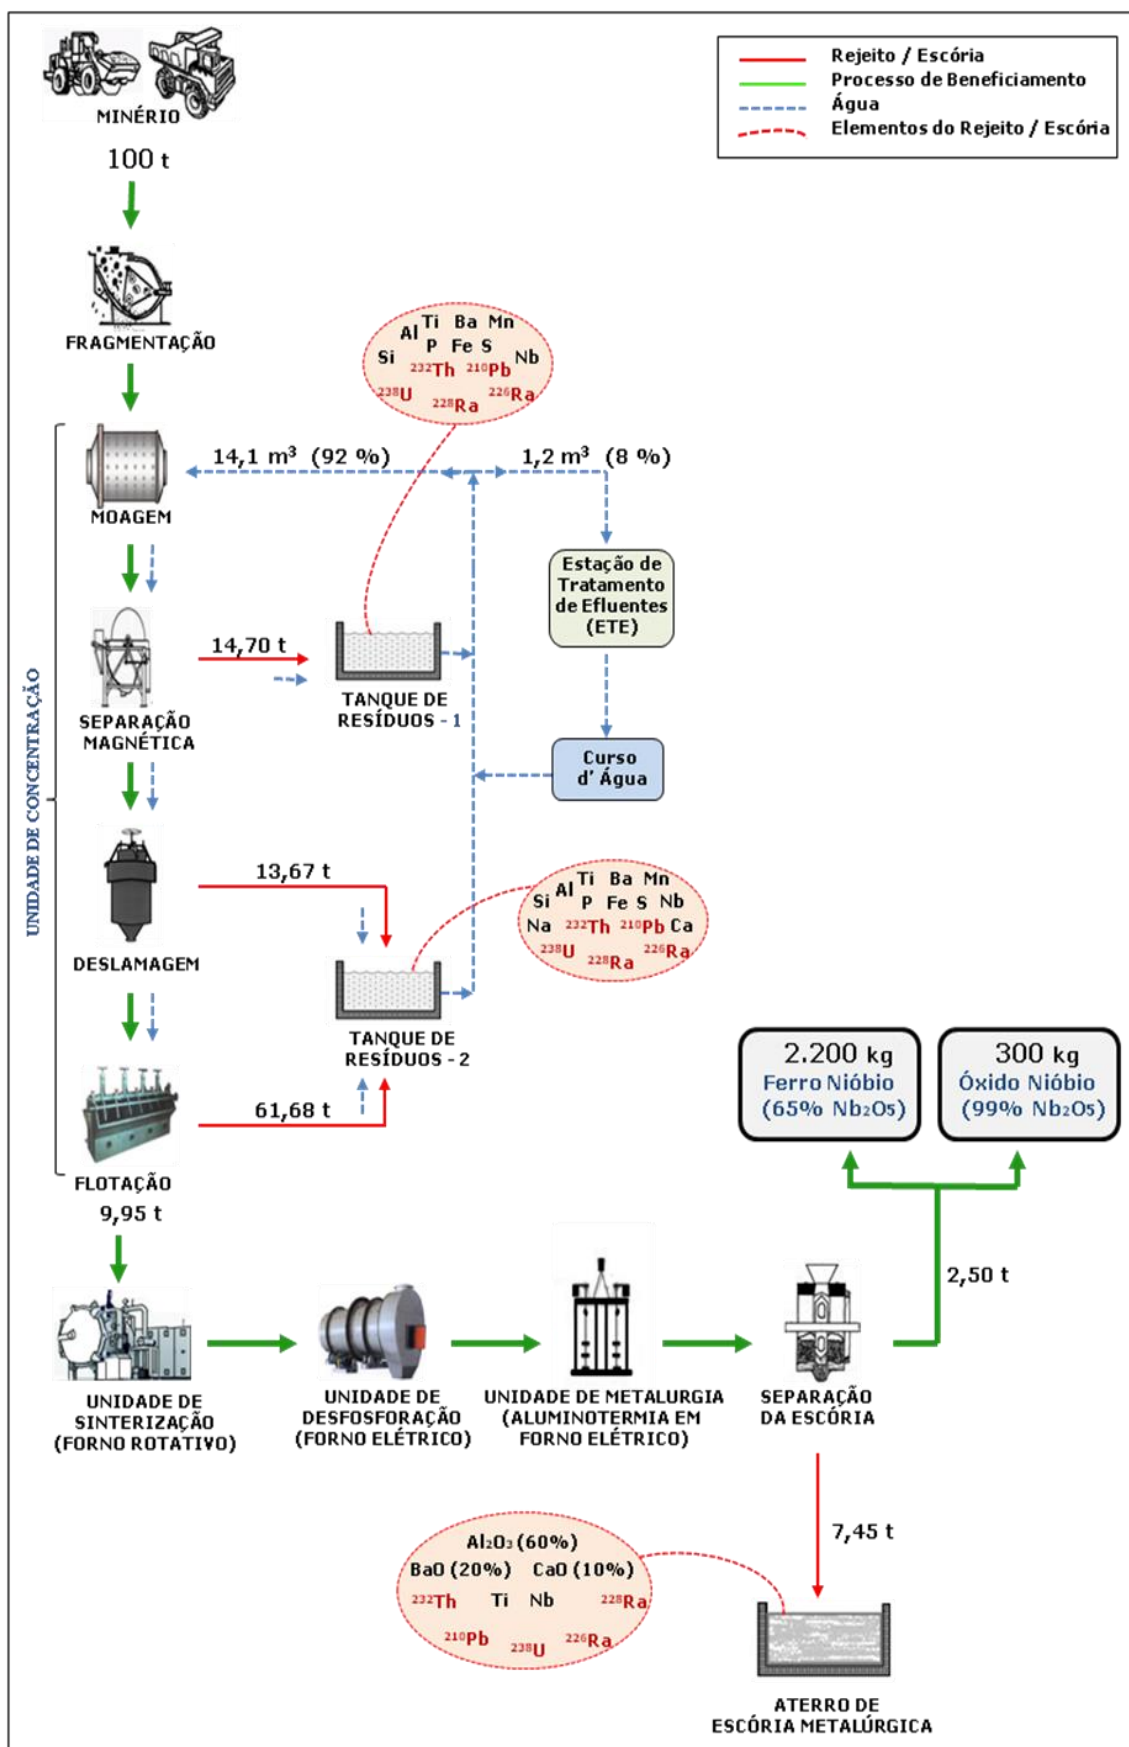 Rejeito / Escória
Processo de Beneficiamento
Água
Elementos do Rejeito / Escória
MINÉRIO
100 t
FRAGMENTAÇÃO
Ti Ba Mn
Al P Fe S
Si ²³²Th ²¹⁰Pb Nb
²³⁸U ²²⁸Ra ²²⁶Ra
14,1 m³ (92 %)
1,2 m³ (8 %)
MOAGEM
Estação de
Tratamento
de Efluentes
(ETE)
14,70 t
TANQUE DE
RESÍDUOS - 1
SEPARAÇÃO
MAGNÉTICA
Curso
d' Água
UNIDADE DE CONCENTRAÇÃO
13,67 t
Ti Ba Mn
Si Al P Fe S Nb
Na ²³²Th ²¹⁰Pb Ca
²³⁸U ²²⁸Ra ²²⁶Ra
DESLAMAGEM
TANQUE DE
RESÍDUOS - 2
61,68 t
FLOTAÇÃO
9,95 t
2.200 kg
Ferro Nióbio
(65% Nb₂O₅)
300 kg
Óxido Nióbio
(99% Nb₂O₅)
2,50 t
UNIDADE DE
SINTERIZAÇÃO
(FORNO ROTATIVO)
UNIDADE DE
DESFOSFORAÇÃO
(FORNO ELÉTRICO)
UNIDADE DE METALURGIA
(ALUMINOTERMIA EM
FORNO ELÉTRICO)
SEPARAÇÃO
DA ESCÓRIA
7,45 t
Al₂O₃ (60%)
BaO (20%) CaO (10%)
²³²Th Ti Nb ²²⁸Ra
²¹⁰Pb ²³⁸U ²²⁶Ra
ATERRO DE
ESCÓRIA METALÚRGICA